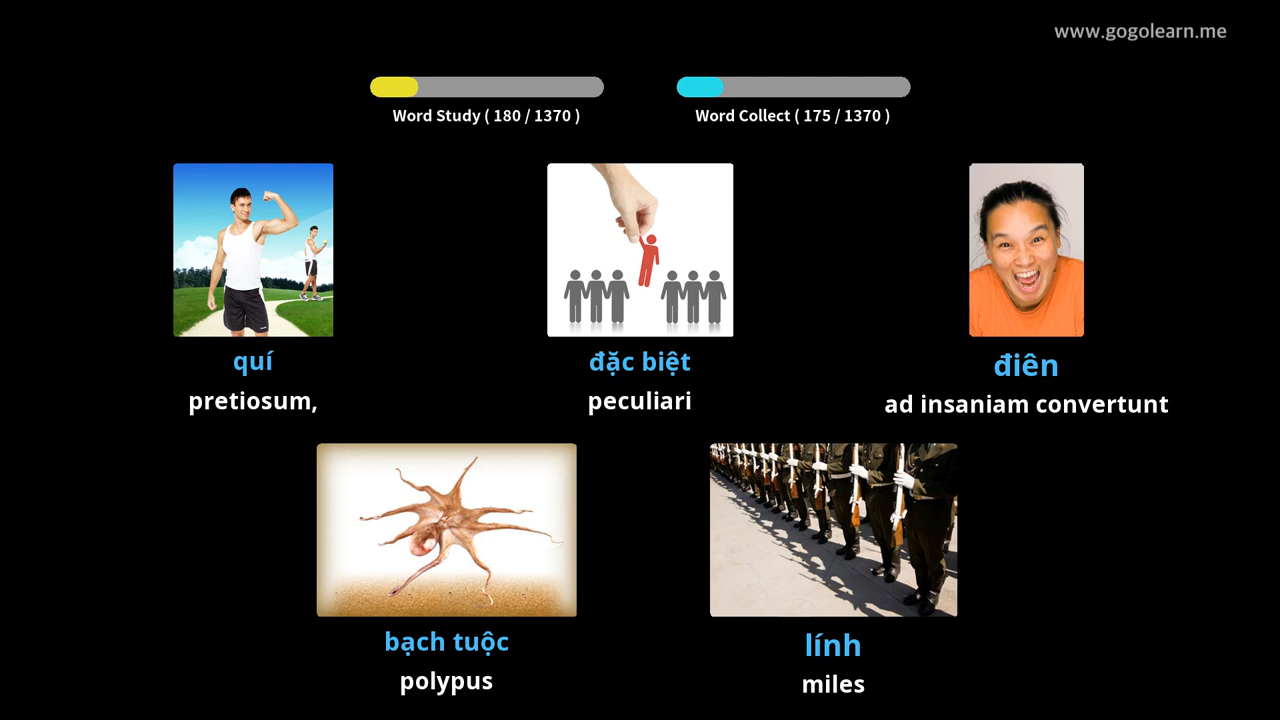 www.gogolearn.me
Word Study ( 180 / 1370 )
Word Collect ( 175 / 1370 )
quí
pretiosum,
đặc biệt
peculiari
điên
ad insaniam convertunt
bạch tuộc
polypus
lính
miles